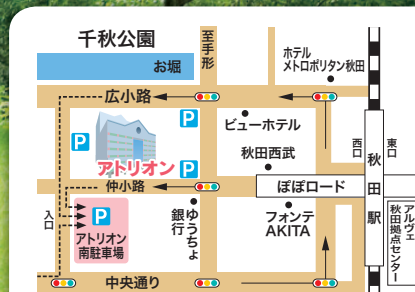 千秋公園
お堀
至手形
ホテル
メトロポリタン秋田
広小路
P
P
ビューホテル
アトリオン
P
秋田西武
西口
東口
秋田駅
仲小路
ぽぽロード
入口
P
アトリオン
南駐車場
ゆうちょ
銀行
フォンテ
AKITA
アルヴェ
秋田拠点センター
中央通り